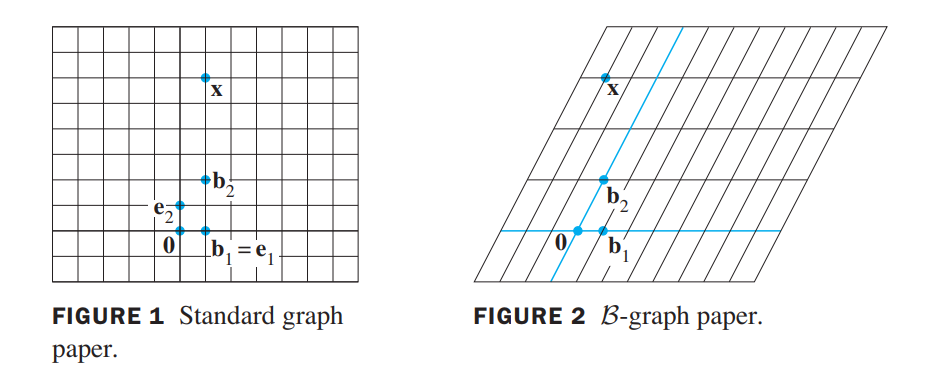 x
b₂
e₂
0
b₁ = e₁
FIGURE 1 Standard graph
paper.
x
b₂
0
b₁
FIGURE 2 ℬ-graph paper.